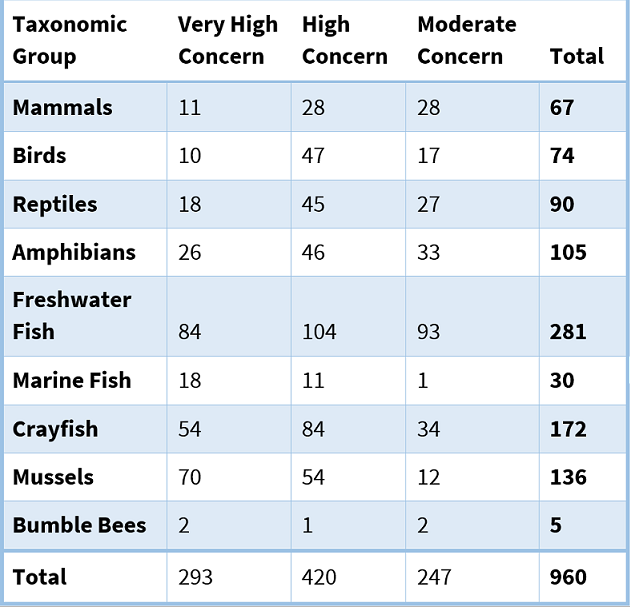 Taxonomic Group Very High Concern High Concern Moderate Concern Total
Mammals 11 28 28 67
Birds 10 47 17 74
Reptiles 18 45 27 90
Amphibians 26 46 33 105
Freshwater Fish 84 104 93 281
Marine Fish 18 11 1 30
Crayfish 54 84 34 172
Mussels 70 54 12 136
Bumble Bees 2 1 2 5
Total 293 420 247 960